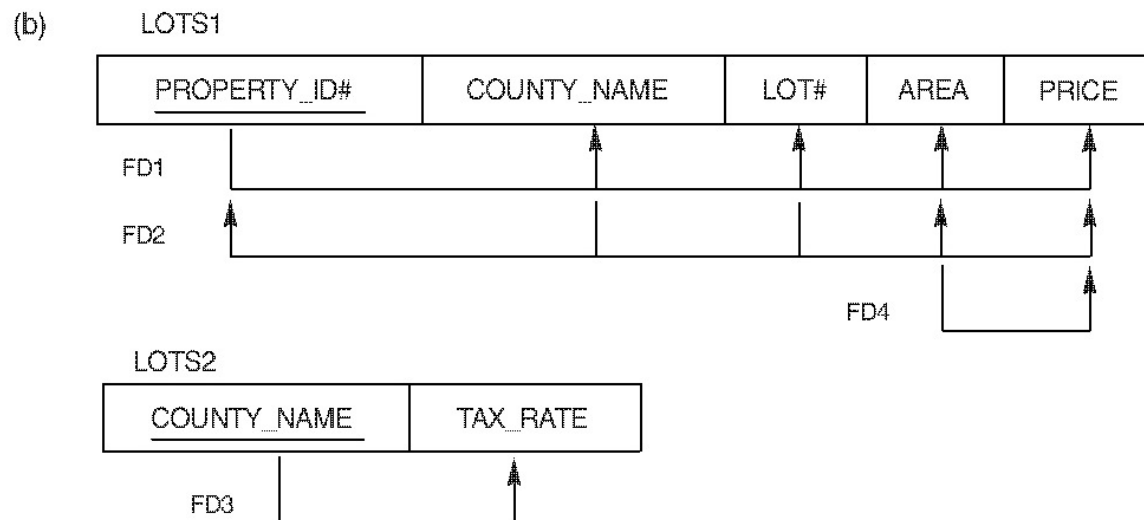 (b) LOTS1
PROPERTY_ID# COUNTY_NAME LOT# AREA PRICE
FD1
FD2
FD4
LOTS2
COUNTY_NAME TAX_RATE
FD3